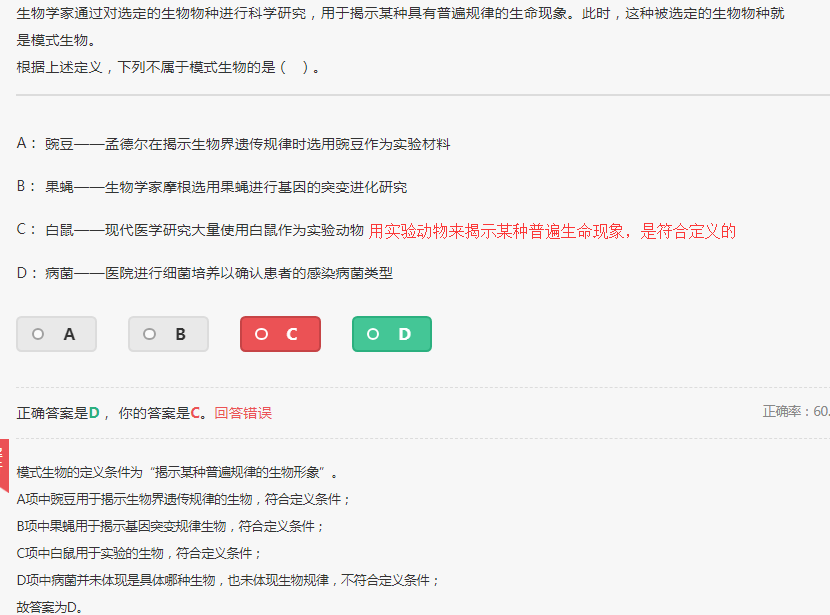 生物学家通过对选定的生物物种进行科学研究，用于揭示某种具有普遍规律的生命现象。此时，这种被选定的生物物种就
是模式生物。
根据上述定义，下列不属于模式生物的是（　）。
A： 豌豆——孟德尔在揭示生物界遗传规律时选用豌豆作为实验材料
B： 果蝇——生物学家摩根选用果蝇进行基因的突变进化研究
C： 白鼠——现代医学研究大量使用白鼠作为实验动物 用实验动物来揭示某种普遍生命现象，是符合定义的
D： 病菌——医院进行细菌培养以确认患者的感染病菌类型
A B C D
正确答案是D， 你的答案是C。回答错误 正确率：60.
模式生物的定义条件为“揭示某种普遍规律的生物形象”。
A项中豌豆用于揭示生物界遗传规律的生物，符合定义条件；
B项中果蝇用于揭示基因突变规律生物，符合定义条件；
C项中白鼠用于实验的生物，符合定义条件；
D项中病菌并未体现是具体哪种生物，也未体现生物规律，不符合定义条件；
故答案为D。